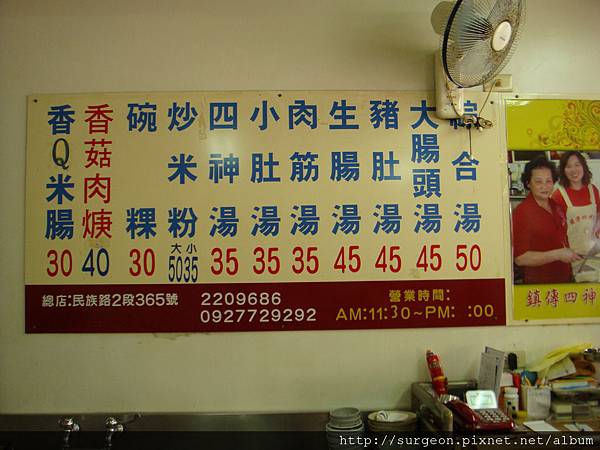 綜合湯 50
大腸頭湯 45
豬肚湯 45
生腸湯 45
肉筋湯 35
小肚湯 35
四神湯 35
炒米粉 大50 小35
碗粿 30
香菇肉焿 40
香Q米腸 30
總店:民族路2段365號
2209686
0927729292
營業時間:
AM:11:30~PM: :00
鎮傳四神
http://surgeon.pixnet.net/album